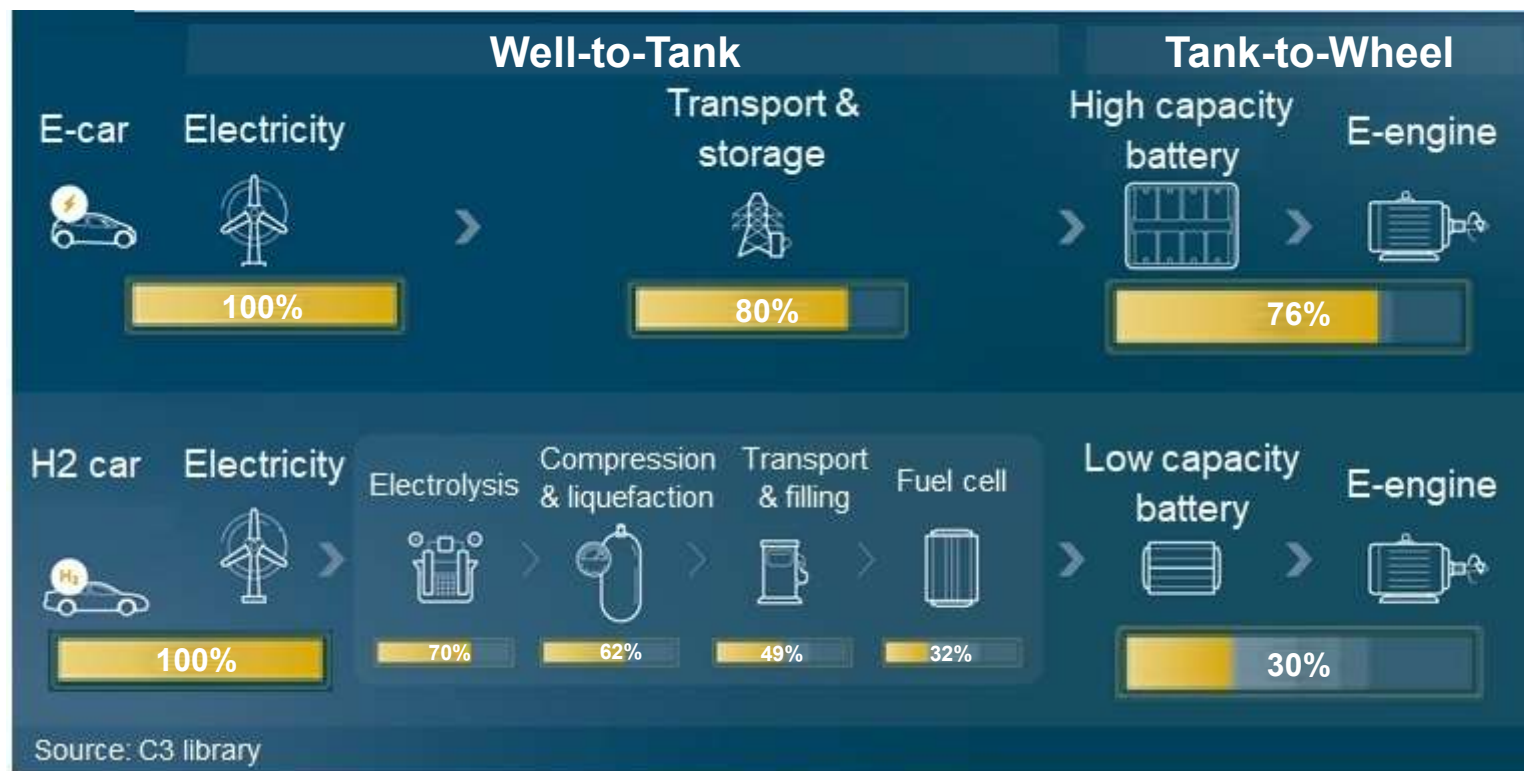 Well-to-Tank
Tank-to-Wheel
E-car
Electricity
Transport &
storage
High capacity
battery
E-engine
100%
80%
76%
H2 car
Electricity
Electrolysis
Compression
& liquefaction
Transport
& filling
Fuel cell
Low capacity
battery
E-engine
H₂
100%
70%
62%
49%
32%
30%
Source: C3 library